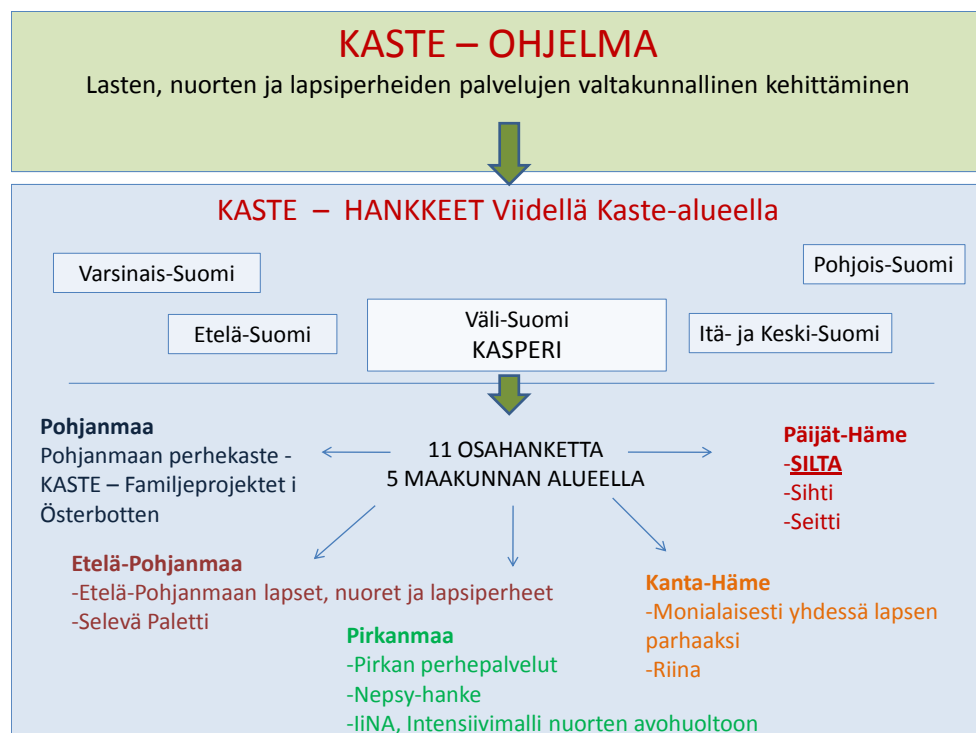 KASTE – OHJELMA
Lasten, nuorten ja lapsiperheiden palvelujen valtakunnallinen kehittäminen
KASTE – HANKKEET Viidellä Kaste-alueella
Varsinais-Suomi
Pohjois-Suomi
Etelä-Suomi
Väli-Suomi
KASPERI
Itä- ja Keski-Suomi
Pohjanmaa
Pohjanmaan perhekaste -
KASTE – Familjeprojektet i
Österbotten
11 OSAHANKETTA
5 MAAKUNNAN ALUEELLA
Päijät-Häme
-SILTA
-Sihti
-Seitti
Etelä-Pohjanmaa
-Etelä-Pohjanmaan lapset, nuoret ja lapsiperheet
-Selevä Paletti
Kanta-Häme
-Monialaisesti yhdessä lapsen
parhaaksi
-Riina
Pirkanmaa
-Pirkan perhepalvelut
-Nepsy-hanke
-IiNA, Intensiivimalli nuorten avohuoltoon